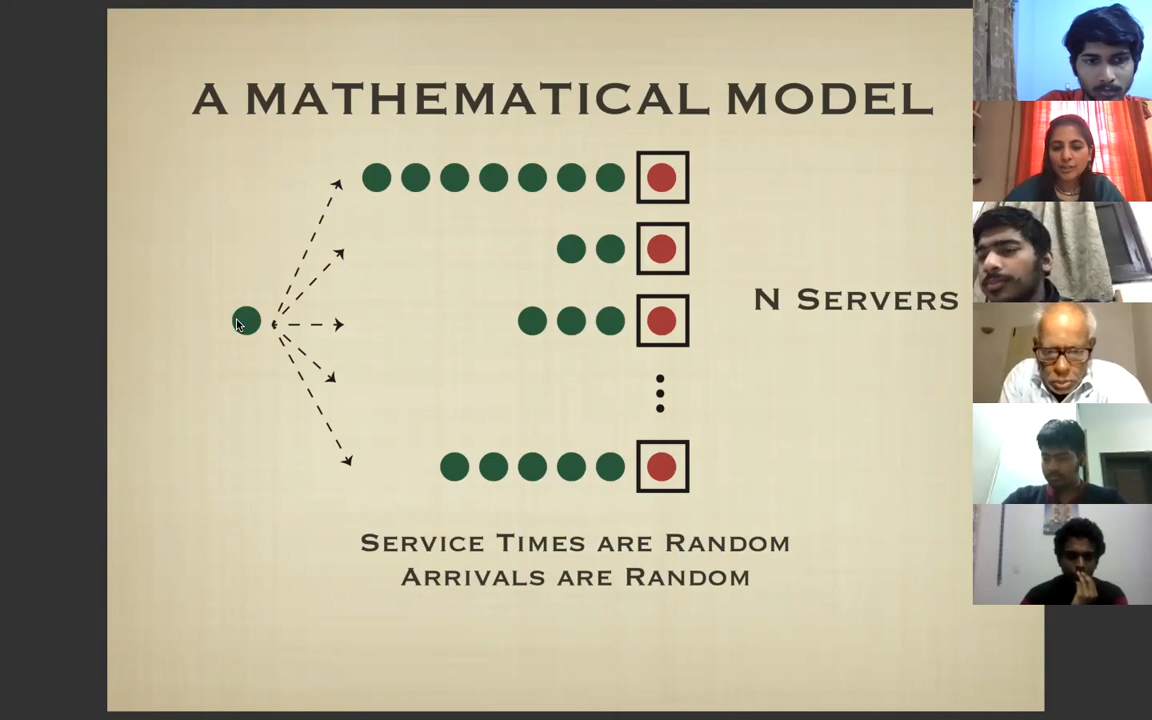 A MATHEMATICAL MODEL
N SERVERS
SERVICE TIMES ARE RANDOM
ARRIVALS ARE RANDOM